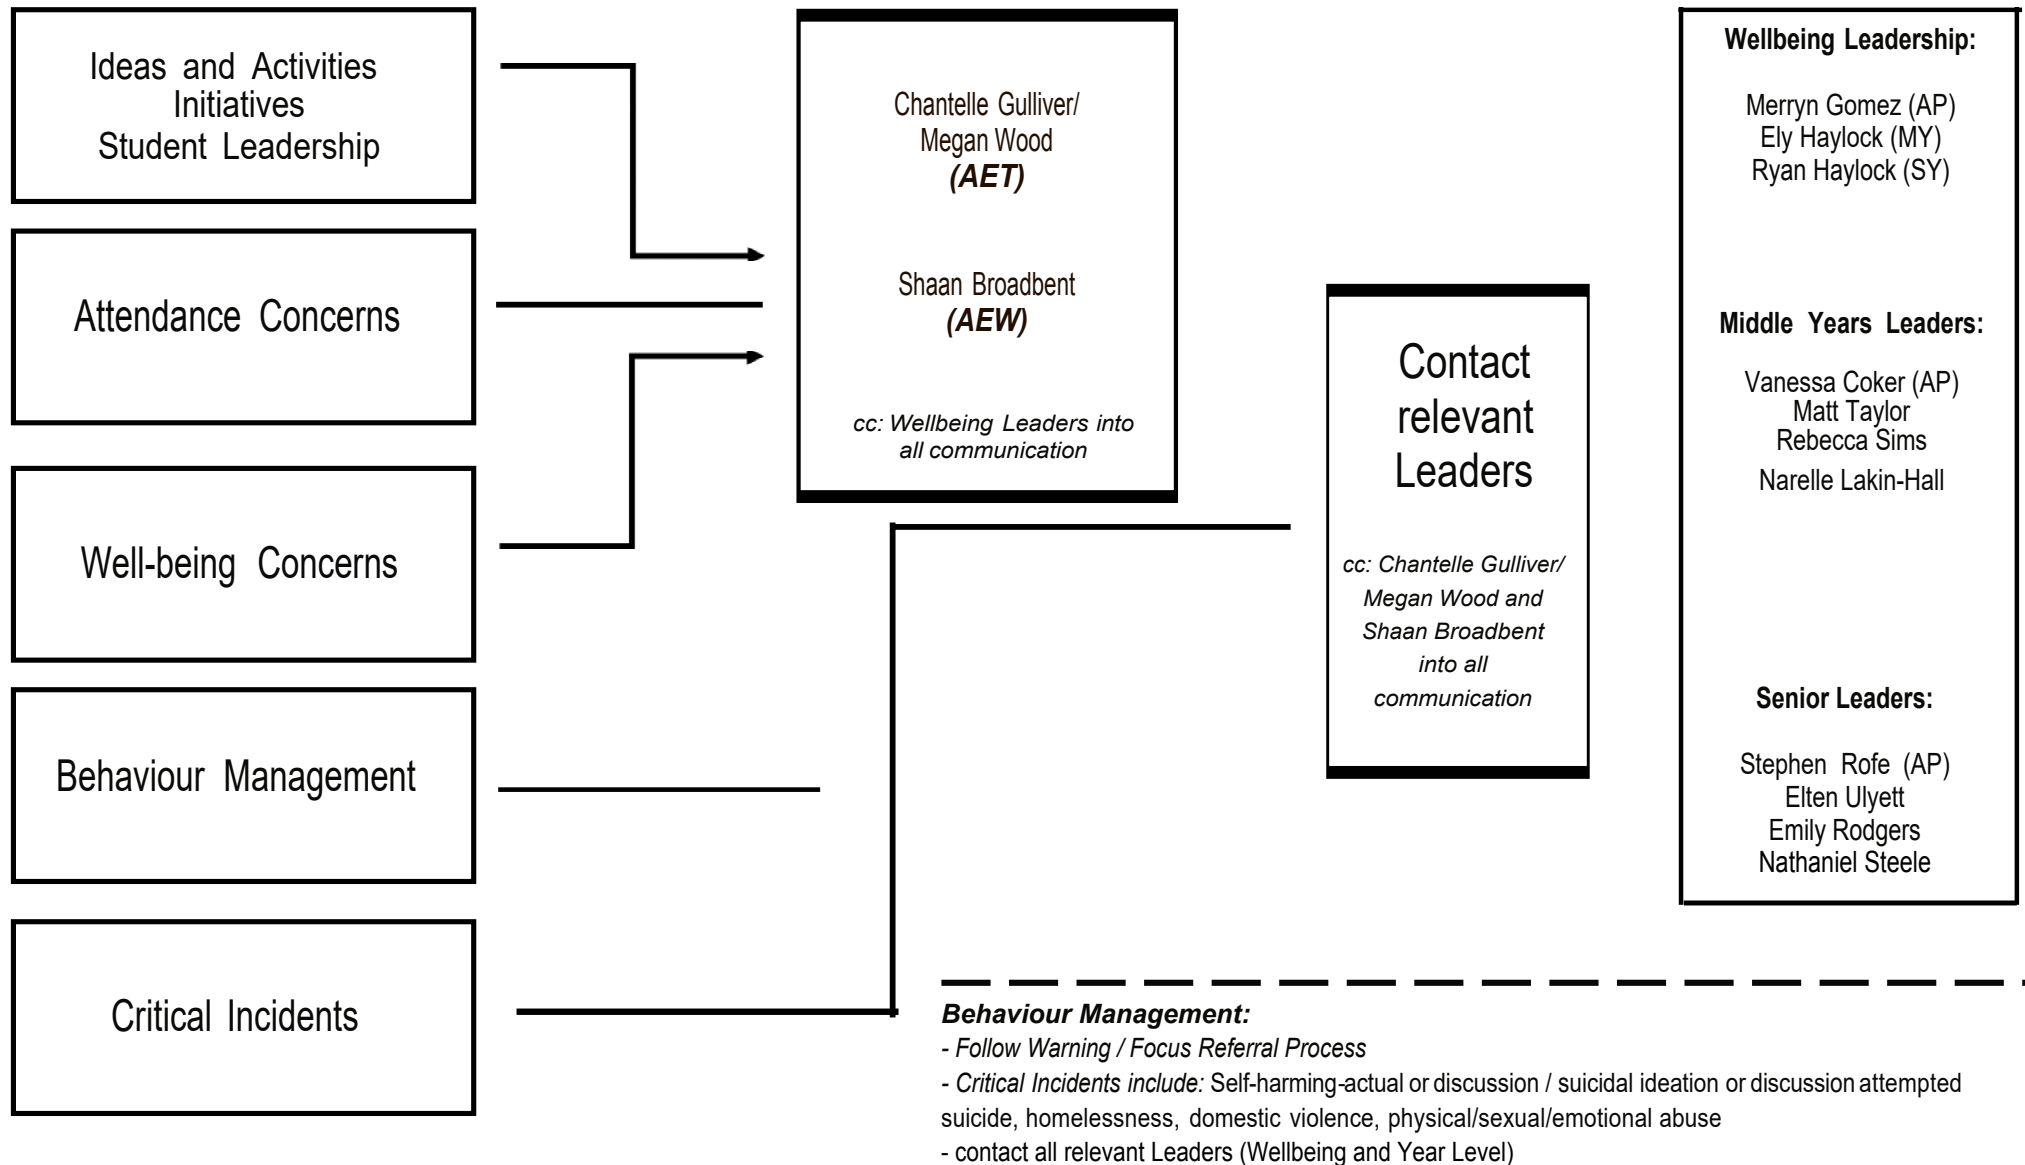 Ideas and Activities
Initiatives
Student Leadership
Attendance Concerns
Well-being Concerns
Behaviour Management
Critical Incidents
Chantelle Gulliver/
Megan Wood
(AET)
Shaan Broadbent
(AEW)
cc: Wellbeing Leaders into
all communication
Contact
relevant
Leaders
cc: Chantelle Gulliver/
Megan Wood and
Shaan Broadbent
into all
communication
Wellbeing Leadership:
Merryn Gomez (AP)
Ely Haylock (MY)
Ryan Haylock (SY)
Middle Years Leaders:
Vanessa Coker (AP)
Matt Taylor
Rebecca Sims
Narelle Lakin-Hall
Senior Leaders:
Stephen Rofe (AP)
Elten Ulyett
Emily Rodgers
Nathaniel Steele
Behaviour Management:
- Follow Warning / Focus Referral Process
- Critical Incidents include: Self-harming-actual or discussion / suicidal ideation or discussion attempted
suicide, homelessness, domestic violence, physical/sexual/emotional abuse
- contact all relevant Leaders (Wellbeing and Year Level)